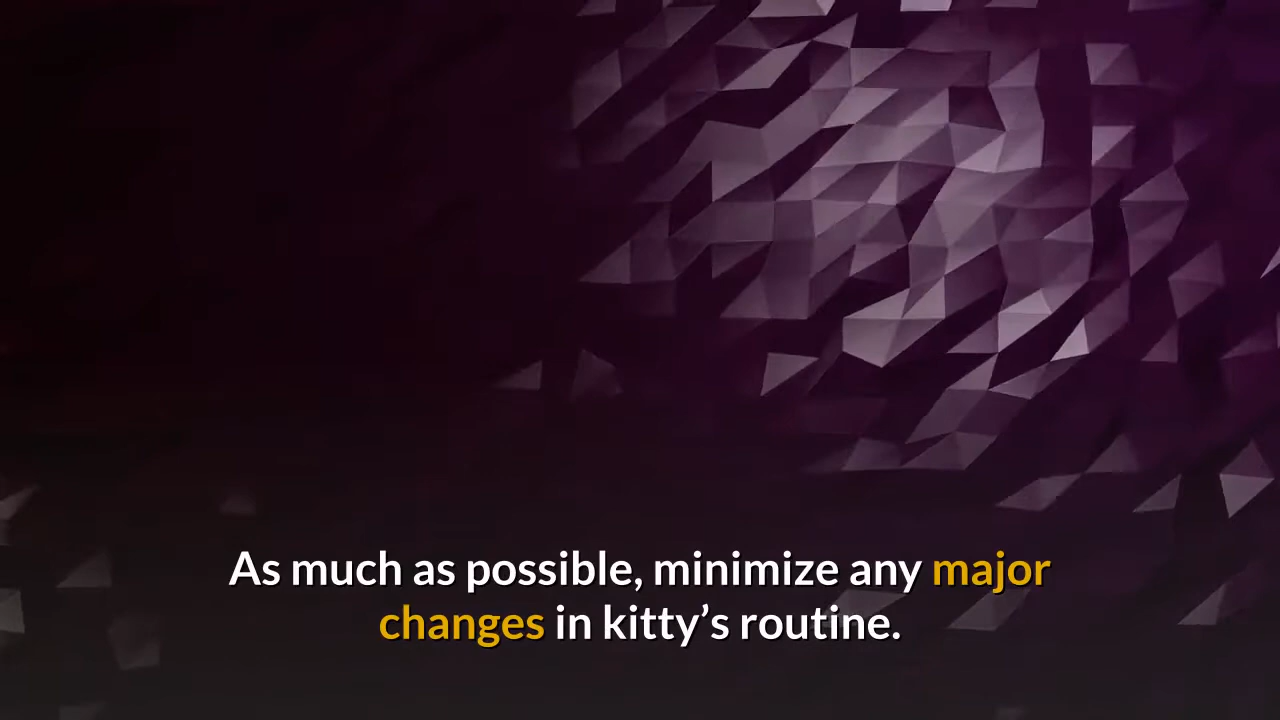 As much as possible, minimize any major
changes in kitty’s routine.